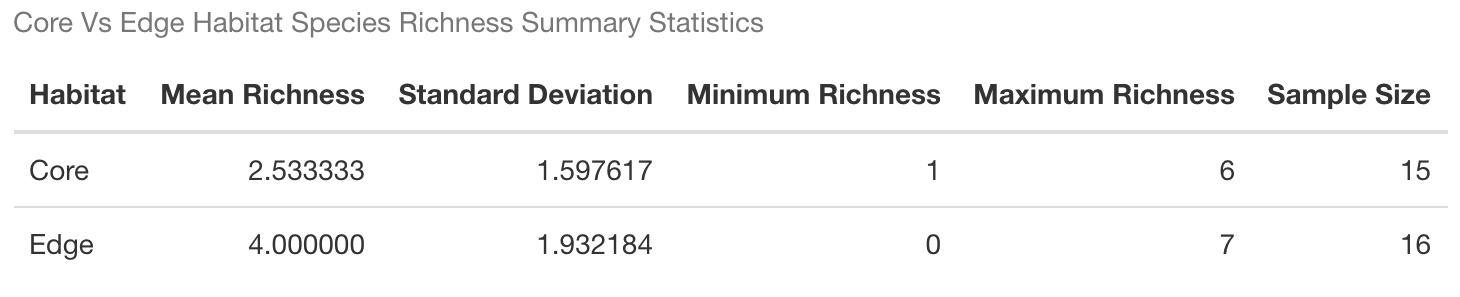 Core Vs Edge Habitat Species Richness Summary Statistics
Habitat Mean Richness Standard Deviation Minimum Richness Maximum Richness Sample Size
Core 2.533333 1.597617 1 6 15
Edge 4.000000 1.932184 0 7 16